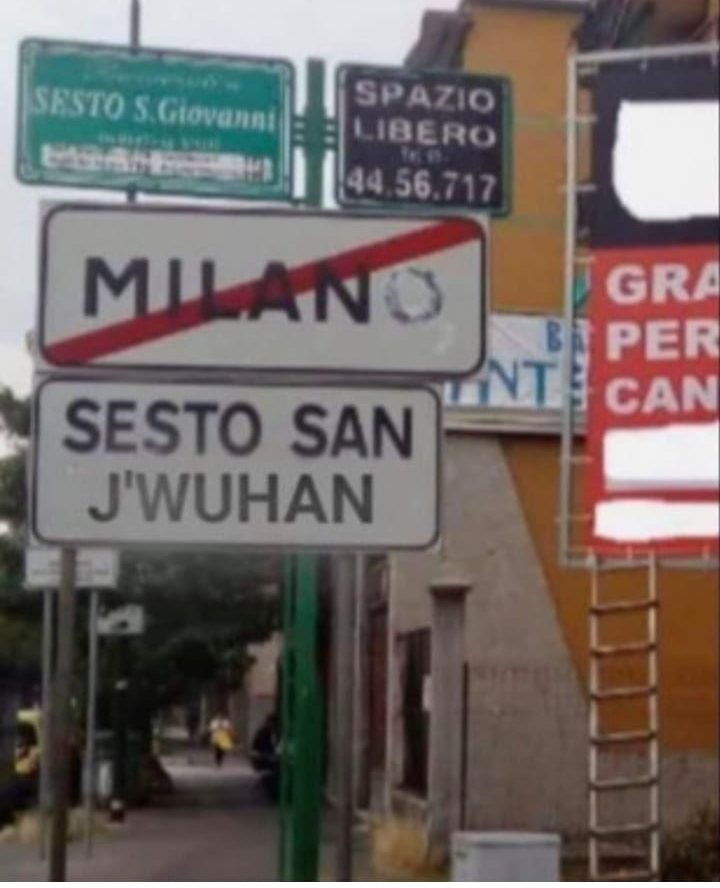 SESTO S.Giovanni
SPAZIO
LIBERO
44.56.717
MILANO
SESTO SAN
J'WUHAN
GRA
PER
CAN